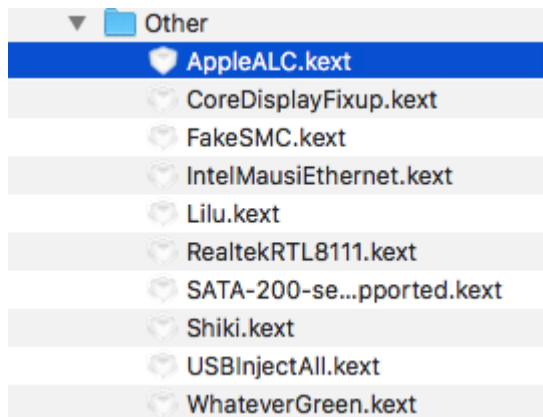 Other
AppleALC.kext
CoreDisplayFixup.kext
FakeSMC.kext
IntelMausiEthernet.kext
Lilu.kext
RealtekRTL8111.kext
SATA-200-se...pported.kext
Shiki.kext
USBInjectAll.kext
WhateverGreen.kext